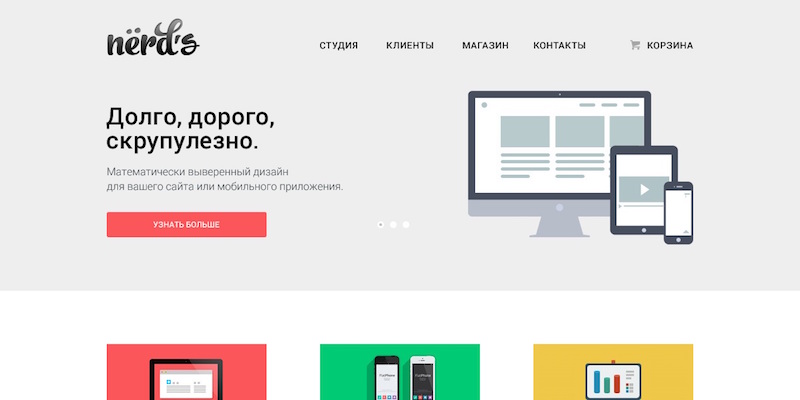 nërd's
СТУДИЯ КЛИЕНТЫ МАГАЗИН КОНТАКТЫ КОРЗИНА
Долго, дорого,
скрупулезно.
Математически выверенный дизайн
для вашего сайта или мобильного приложения.
УЗНАТЬ БОЛЬШЕ